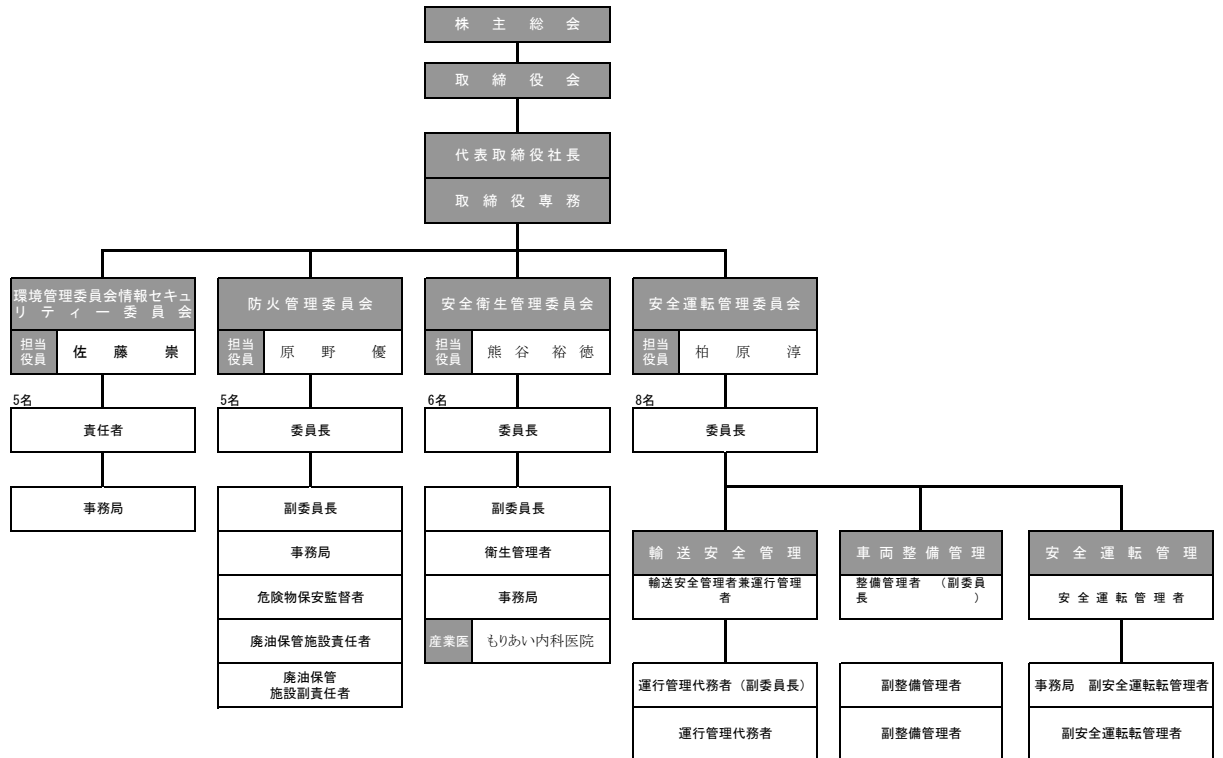 株主総会
取締役会
代表取締役社長
取締役専務
環境管理委員会情報セキュ
リティー委員会
担当
役員
佐藤 崇
防火管理委員会
担当
役員
原野 優
安全衛生管理委員会
担当
役員
熊谷 裕徳
安全運転管理委員会
担当
役員
柏原 淳
5名
責任者
事務局
5名
委員長
副委員長
事務局
危険物保安監督者
廃油保管施設責任者
廃油保管
施設副責任者
6名
委員長
副委員長
衛生管理者
事務局
産業医
もりあい内科医院
8名
委員長
輸送安全管理
輸送安全管理者兼運行管理
者
運行管理代務者（副委員長）
運行管理代務者
車両整備管理
整備管理者 （副委員
長 ）
副整備管理者
副整備管理者
安全運転管理
安全運転管理者
事務局 副安全運転転管理者
副安全運転転管理者